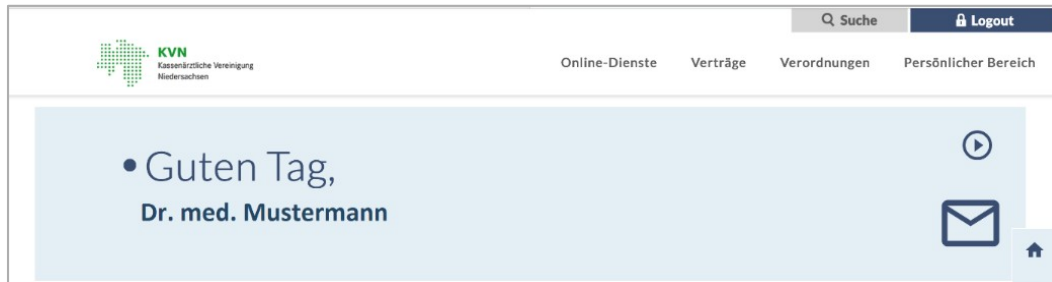 Suche
Logout
KVN
Kassenärztliche Vereinigung
Niedersachsen
Online-Dienste
Verträge
Verordnungen
Persönlicher Bereich
• Guten Tag,
Dr. med. Mustermann